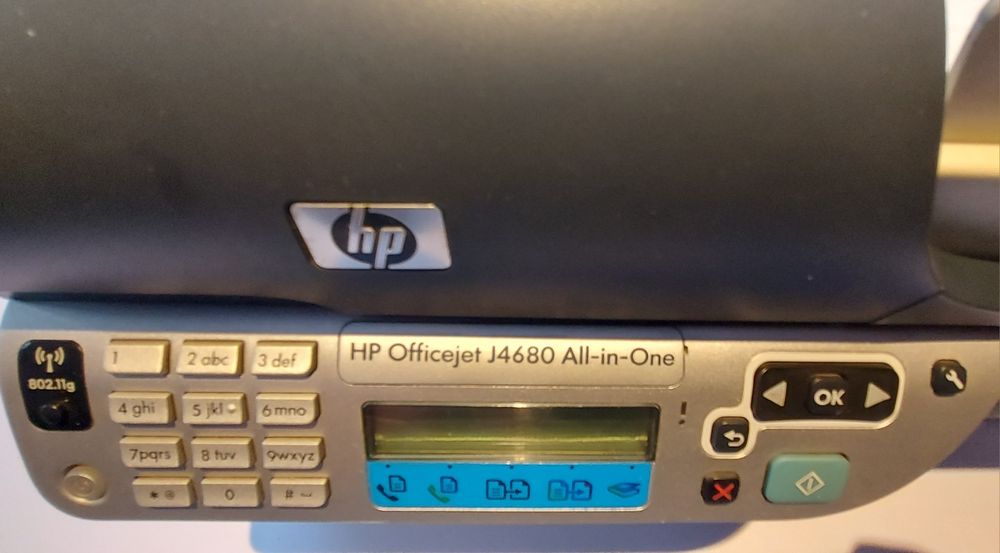 hp
HP Officejet J4680 All-in-One
802.11g
1
2 abc
3 def
4 ghi
5 jkl
6 mno
7pqrs
8 tuv
9wxyz
* @
0
#
OK